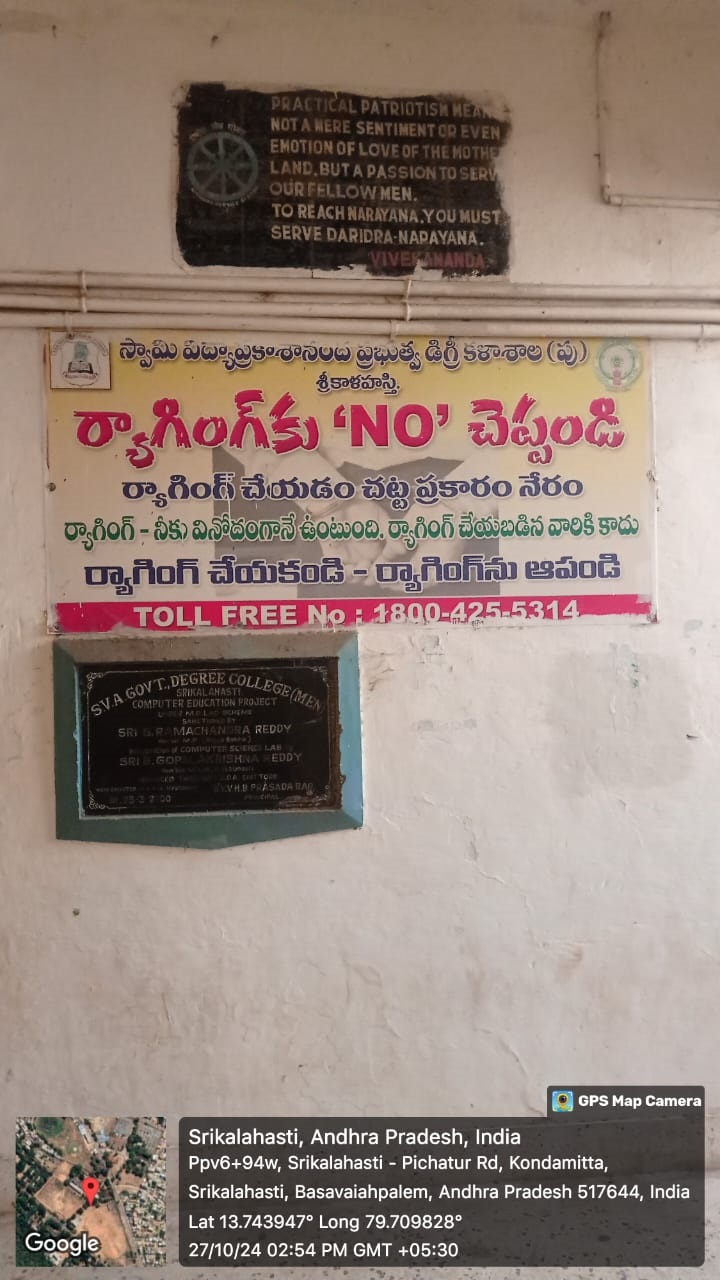 PRACTICAL PATRIOTISM MEAN
NOT A MERE SENTIMENT OR EVEN
EMOTION OF LOVE OF THE MOTHE
LAND, BUT A PASSION TO SERV
OUR FELLOW MEN.
TO REACH NARAYANA, YOU MUST
SERVE DARIDRA-NARAYANA.
VIVEKANANDA
స్వామి విద్యాప్రకాశానంద ప్రభుత్వ డిగ్రీ కళాశాల (పు)
శ్రీకాళహస్తి.
ర్యాగింగ్‌కు ‘NO’ చెప్పండి
ర్యాగింగ్ చేయడం చట్ట ప్రకారం నేరం
ర్యాగింగ్ - నీకు వినోదంగానే ఉంటుంది. ర్యాగింగ్ చేయబడిన వారికి కాదు
ర్యాగింగ్ చేయకండి - ర్యాగింగ్‌ను ఆపండి
TOLL FREE No : 1800-425-5314
S.V.A GOVT., DEGREE COLLEGE (MEN)
SRIKALAHASTI
COMPUTER EDUCATION PROJECT
SANCTIONED BY
SRI G. RAMACHANDRA REDDY
COMPUTER SCIENCE LAB
SRI B. GOPALAKRISHNA REDDY
V.H.B PRASADA RAO
PRINCIPAL
GPS Map Camera
Srikalahasti, Andhra Pradesh, India
Ppv6+94w, Srikalahasti - Pichatur Rd, Kondamitta,
Srikalahasti, Basavaiahpalem, Andhra Pradesh 517644, India
Lat 13.743947° Long 79.709828°
27/10/24 02:54 PM GMT +05:30
Google